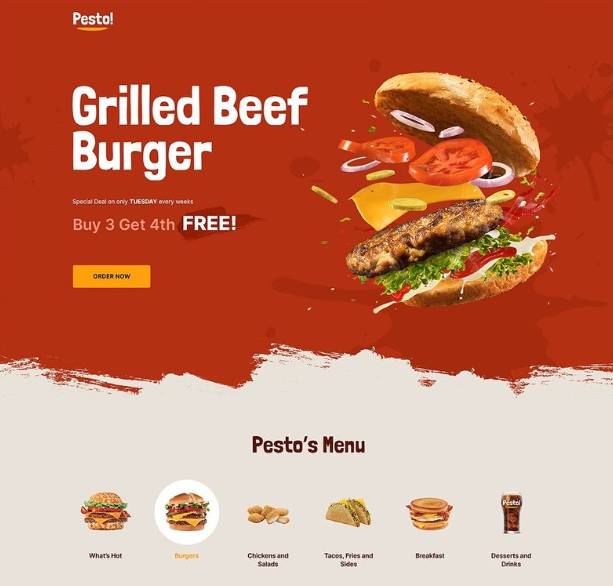 Pesto!
Grilled Beef
Burger
Special Deal on only TUESDAY every weeks
Buy 3 Get 4th FREE!
ORDER NOW
Pesto's Menu
Pesto!
What's Hot
Burgers
Chickens and
Salads
Tacos, Fries and
Sides
Breakfast
Desserts and
Drinks